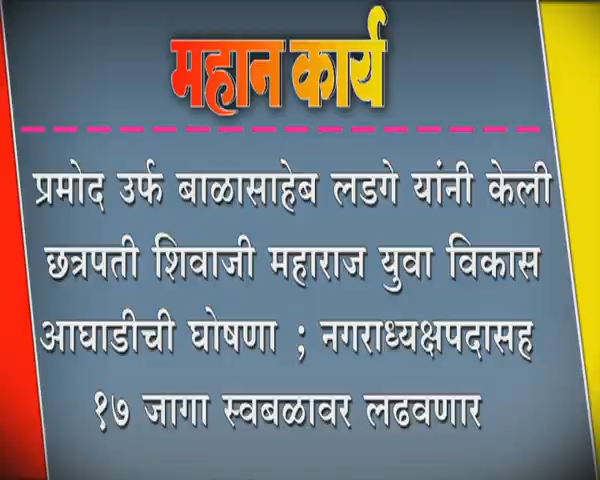 महान कार्य
प्रमोद उर्फ बाळासाहेब लडगे यांनी केली
छत्रपती शिवाजी महाराज युवा विकास
आघाडीची घोषणा ; नगराध्यक्षपदासह
१७ जागा स्वबळावर लढवणार